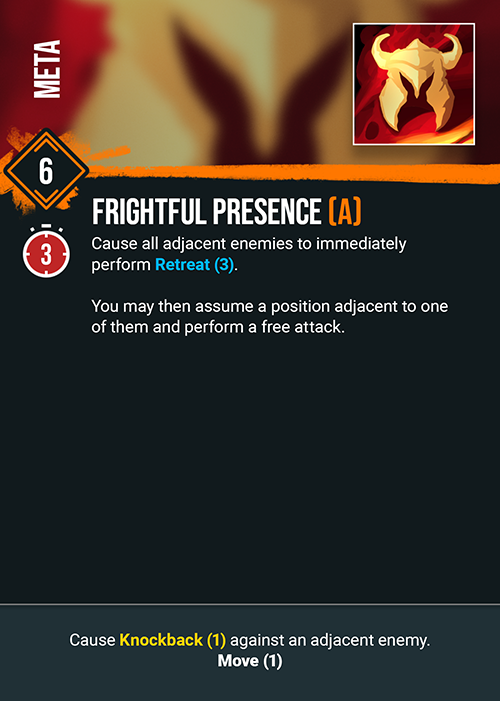 META
6
FRIGHTFUL PRESENCE (A)
3
Cause all adjacent enemies to immediately
perform Retreat (3).
You may then assume a position adjacent to one
of them and perform a free attack.
Cause Knockback (1) against an adjacent enemy.
Move (1)